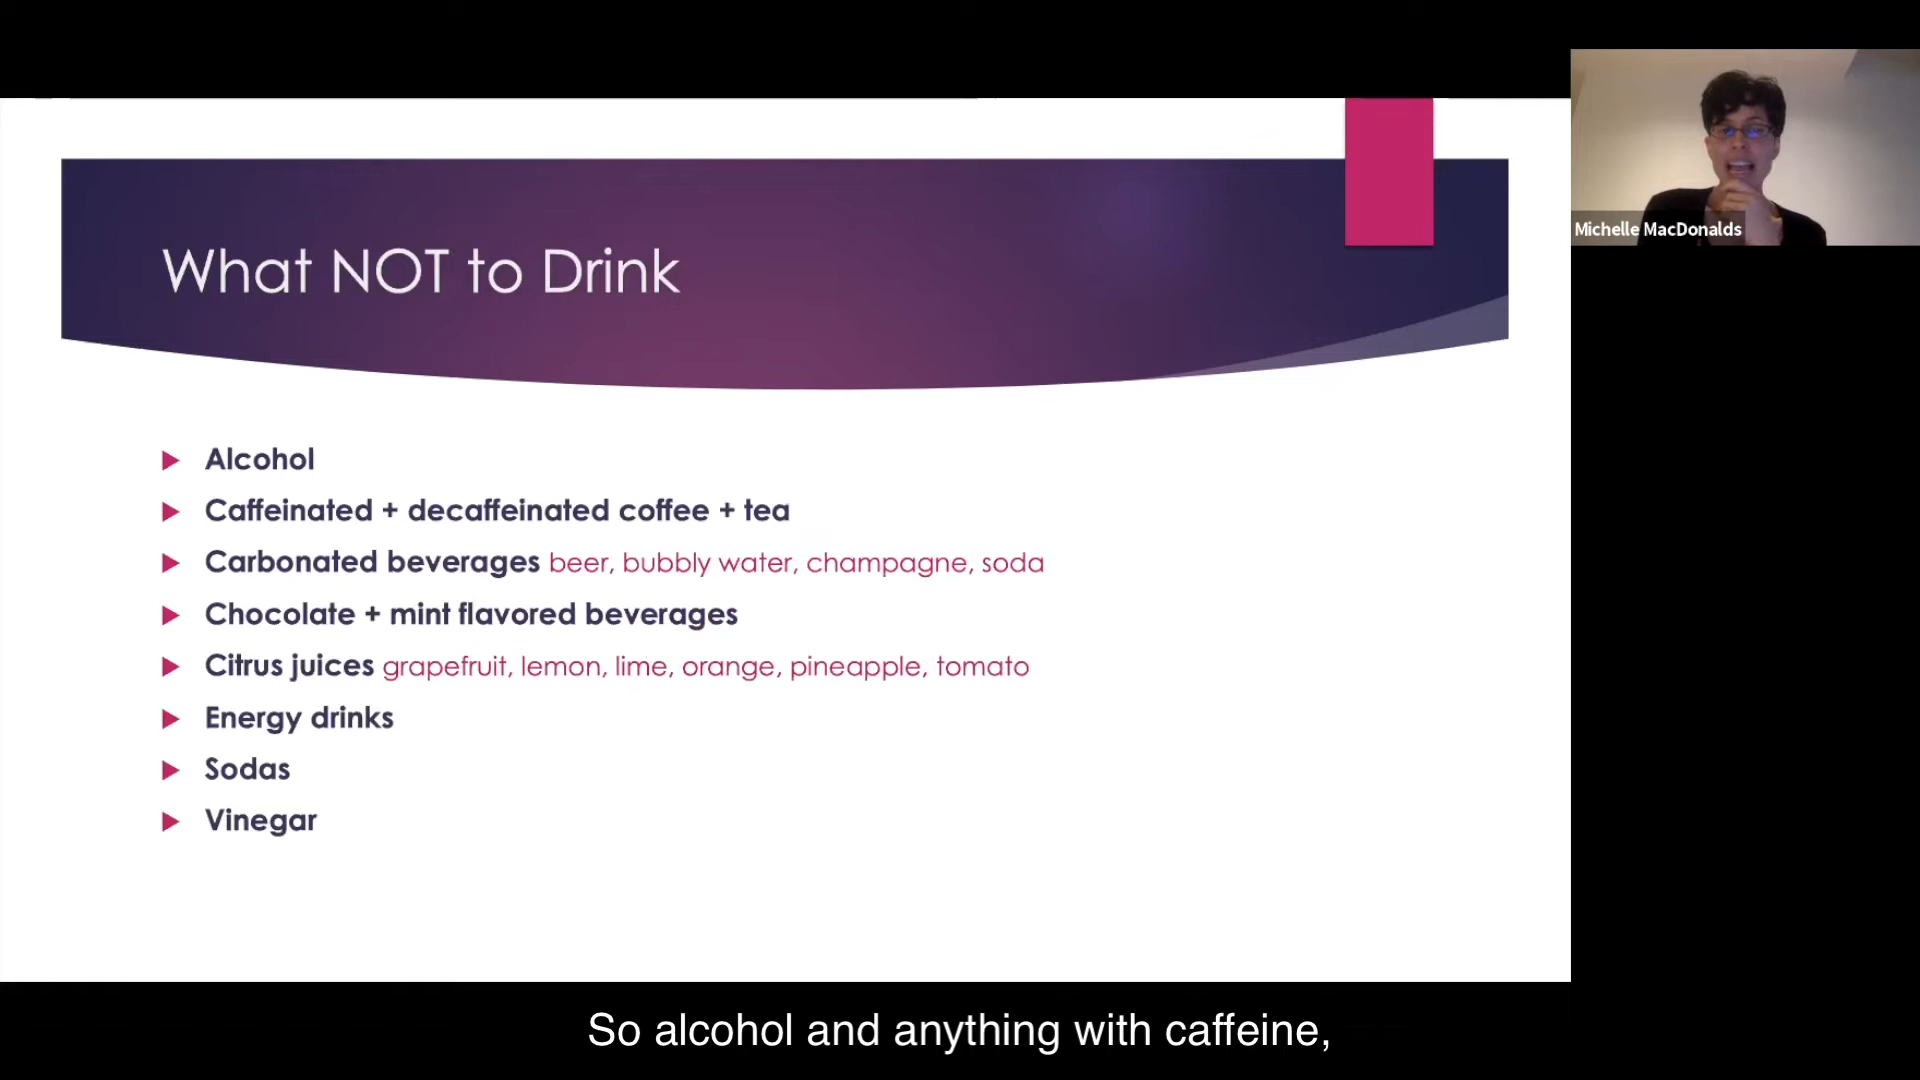 What NOT to Drink
Michelle MacDonalds
Alcohol
Caffeinated + decaffeinated coffee + tea
Carbonated beverages beer, bubbly water, champagne, soda
Chocolate + mint flavored beverages
Citrus juices grapefruit, lemon, lime, orange, pineapple, tomato
Energy drinks
Sodas
Vinegar
So alcohol and anything with caffeine,